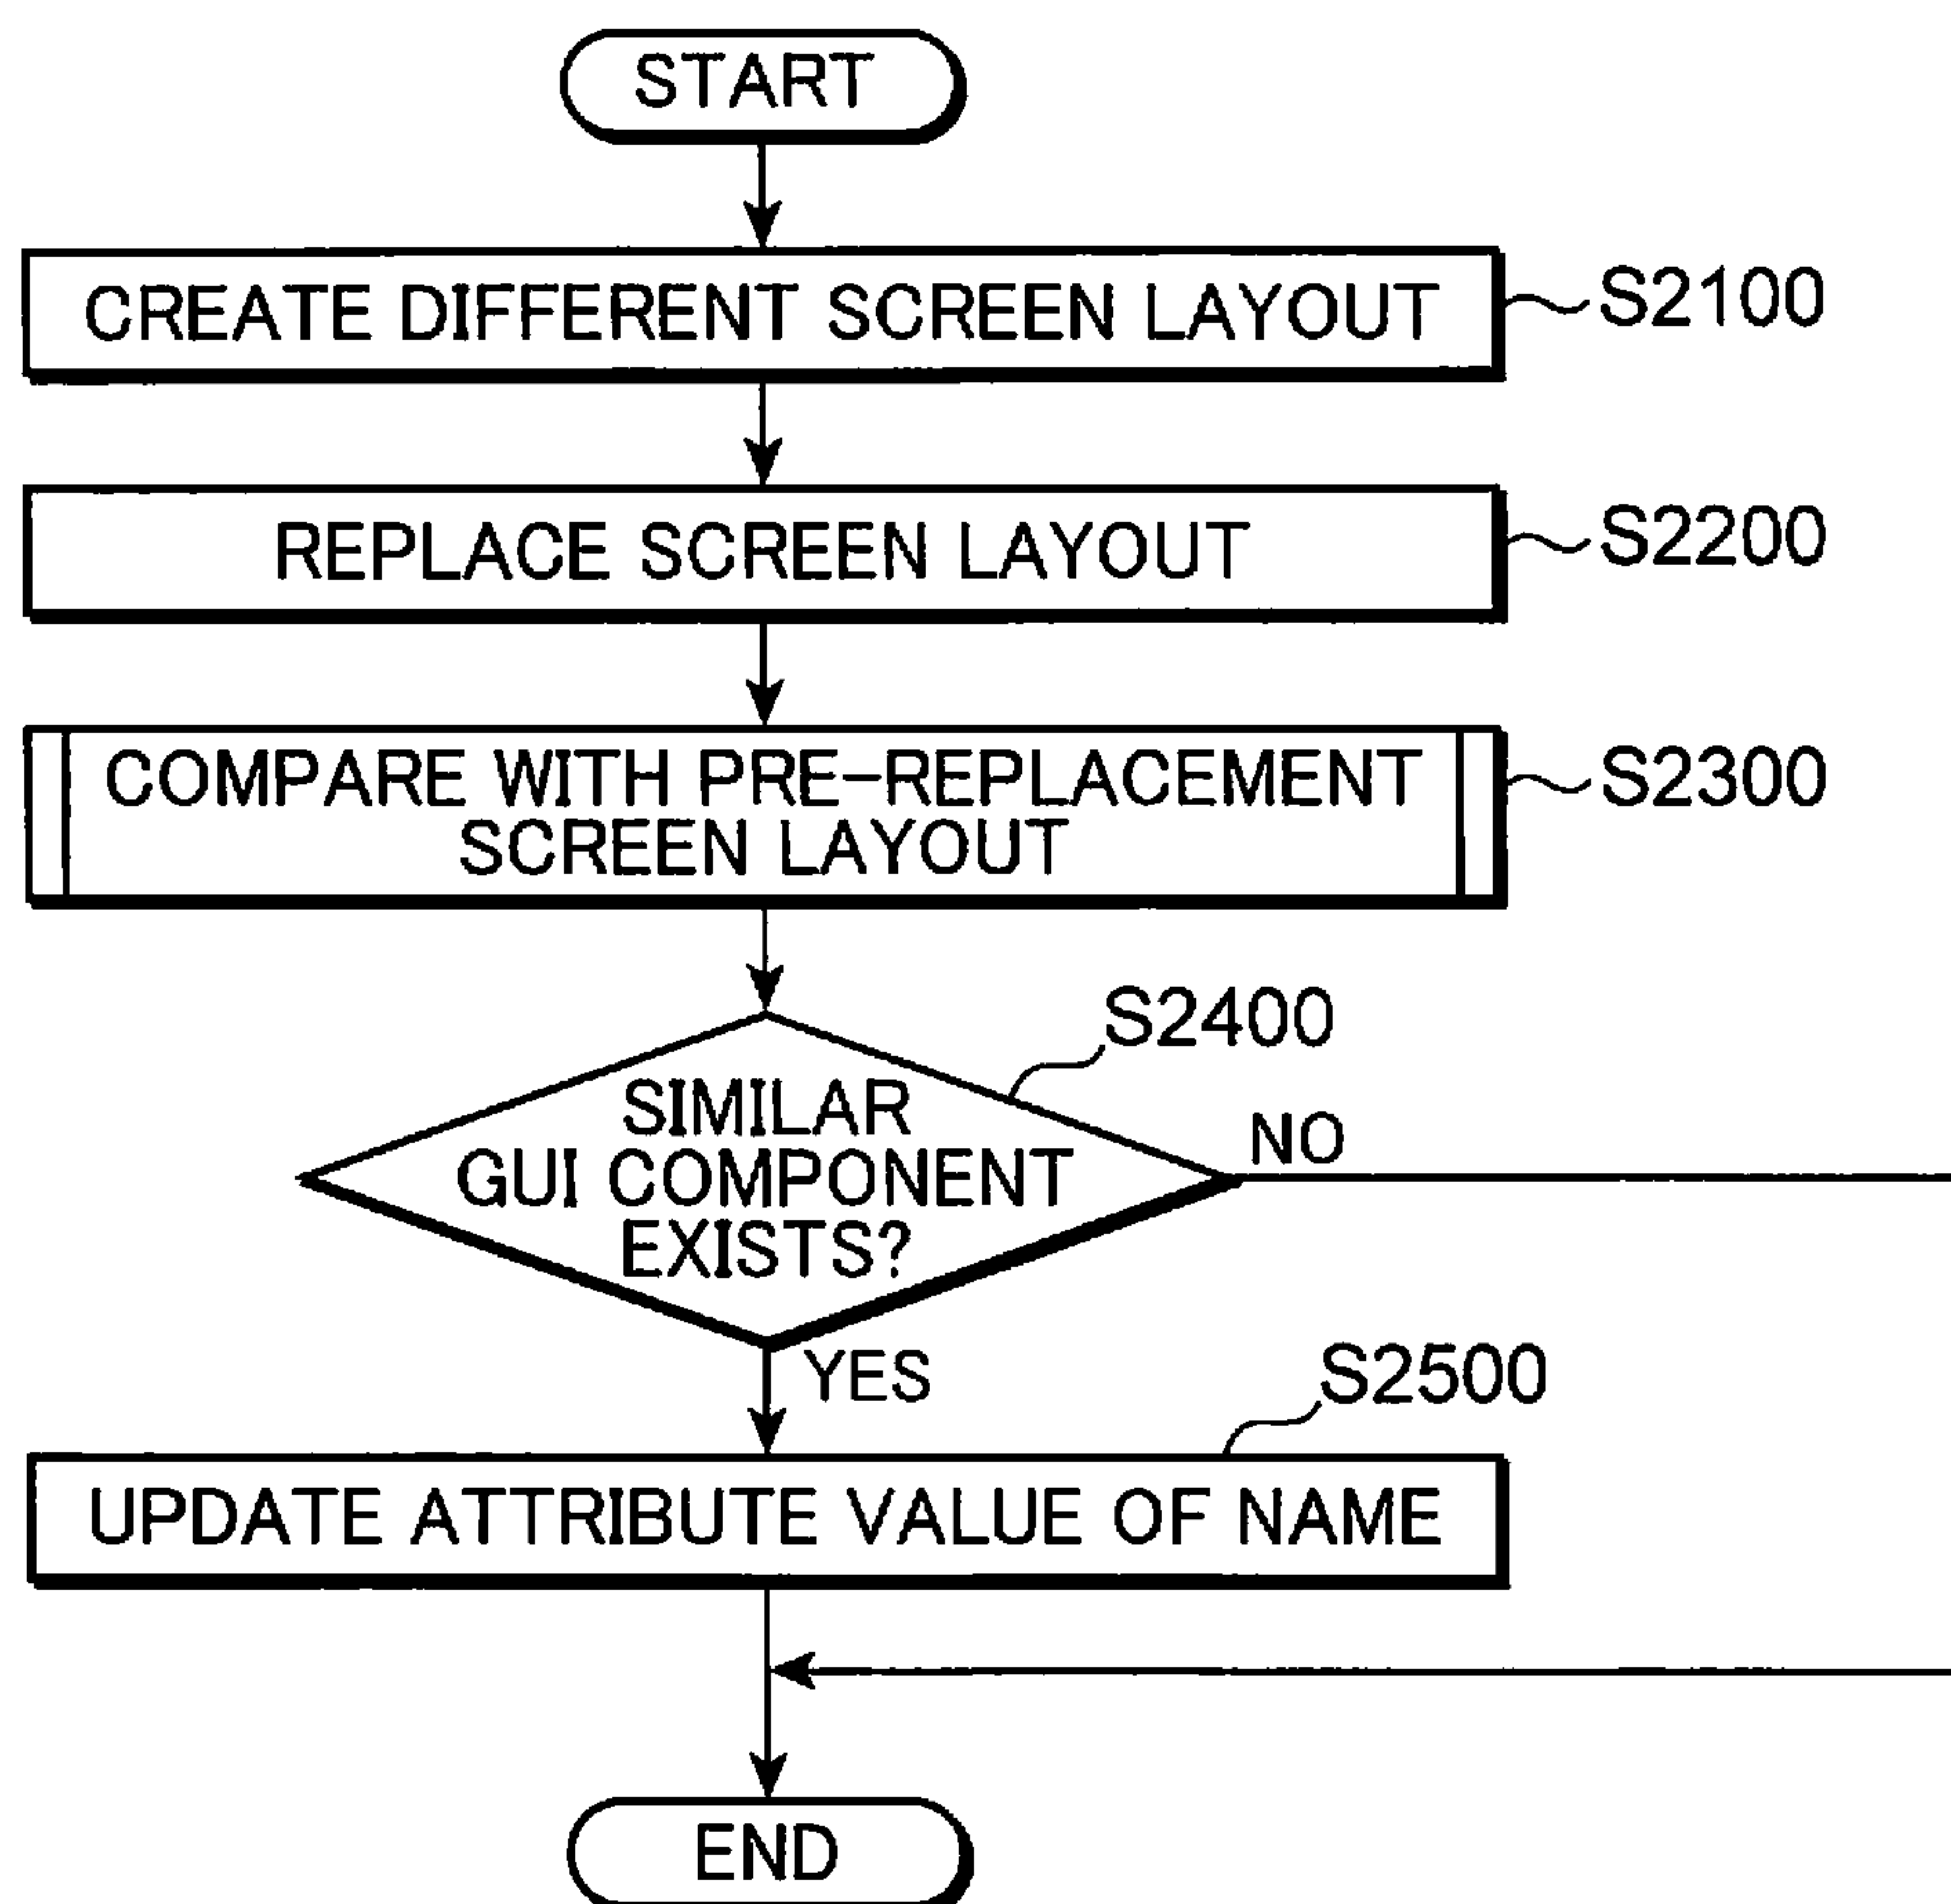 START
CREATE DIFFERENT SCREEN LAYOUT
S2100
REPLACE SCREEN LAYOUT
S2200
COMPARE WITH PRE-REPLACEMENT
SCREEN LAYOUT
S2300
S2400
SIMILAR
GUI COMPONENT
EXISTS?
NO
YES
S2500
UPDATE ATTRIBUTE VALUE OF NAME
END